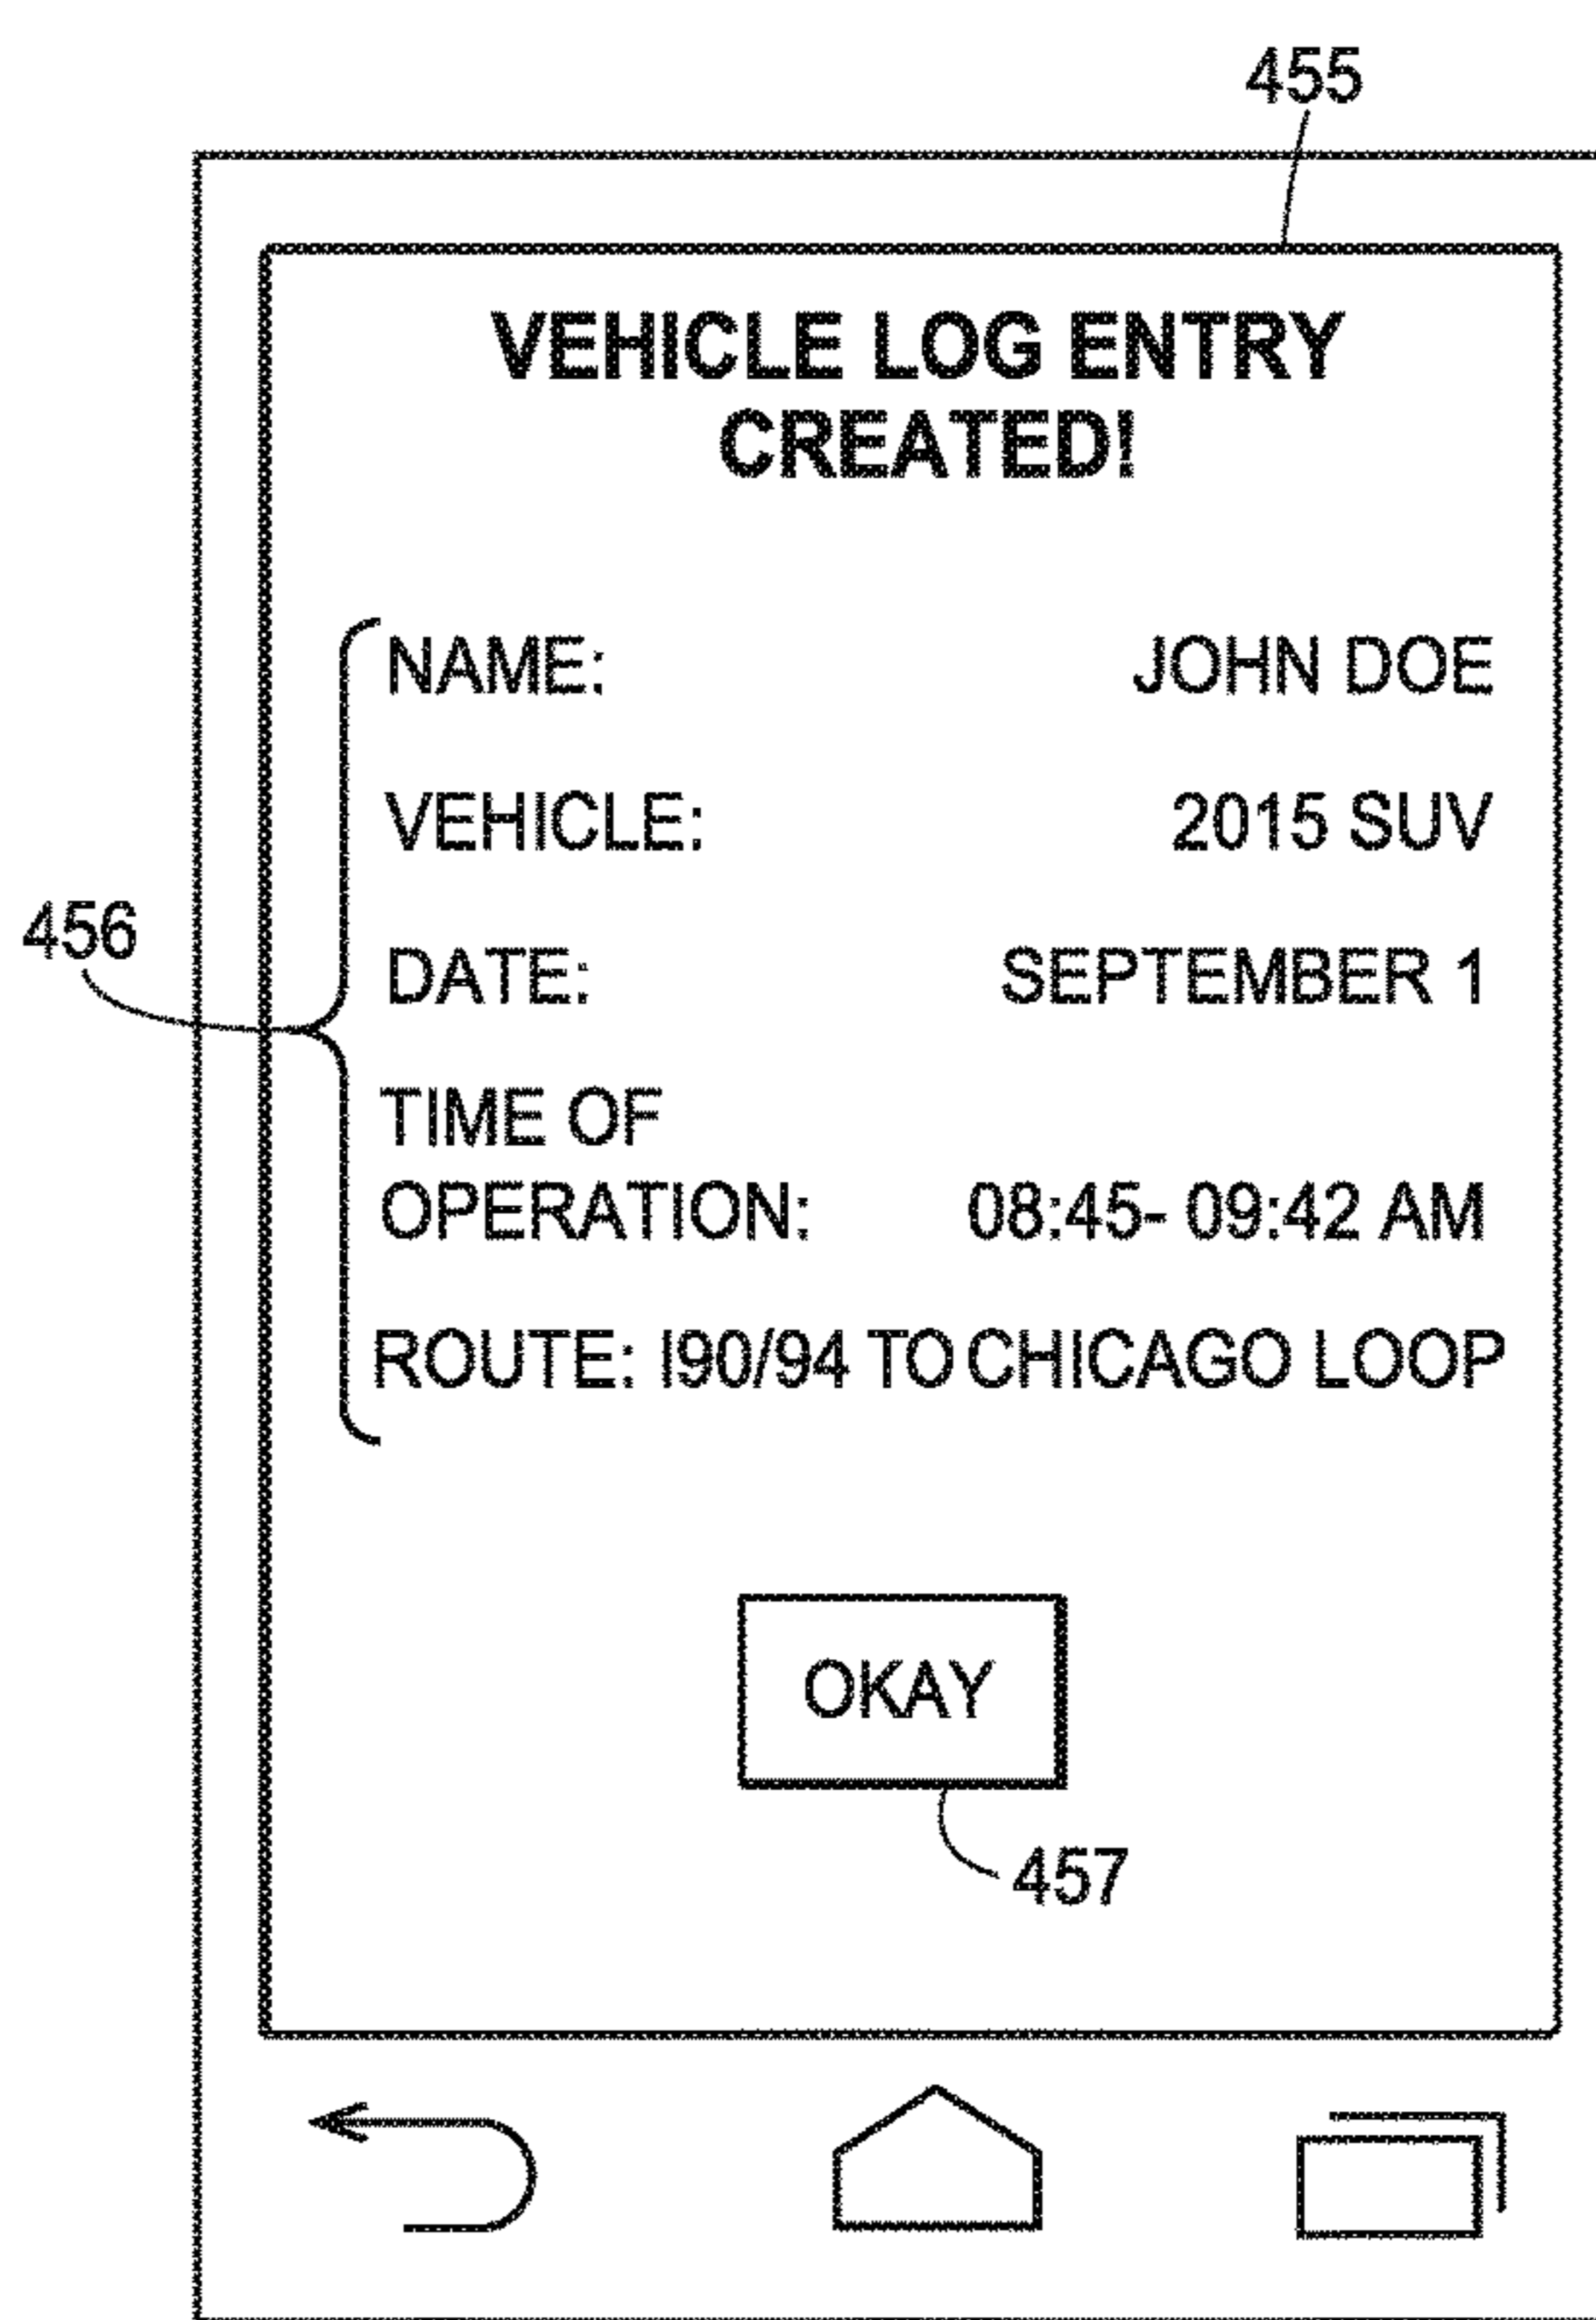 455
VEHICLE LOG ENTRY
CREATED!
NAME: JOHN DOE
VEHICLE: 2015 SUV
456
DATE: SEPTEMBER 1
TIME OF
OPERATION: 08:45- 09:42 AM
ROUTE: I90/94 TO CHICAGO LOOP
OKAY
457